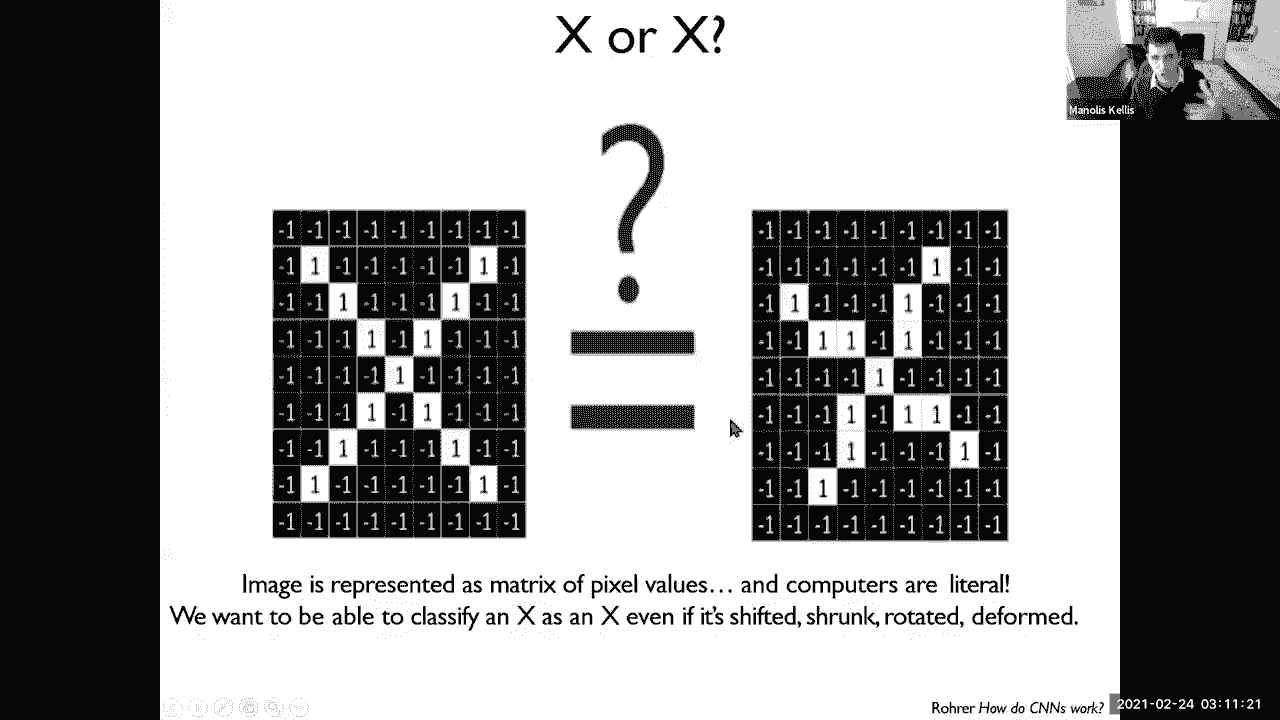 X or X?
Manolis Kellis
?
-1 -1 -1 -1 -1 -1 -1 -1 -1
-1 1 -1 -1 -1 -1 -1 1 -1
-1 -1 1 -1 -1 -1 1 -1 -1
-1 -1 -1 1 -1 1 -1 -1 -1
-1 -1 -1 -1 1 -1 -1 -1 -1
-1 -1 -1 1 -1 1 -1 -1 -1
-1 -1 1 -1 -1 -1 1 -1 -1
-1 1 -1 -1 -1 -1 -1 1 -1
-1 -1 -1 -1 -1 -1 -1 -1 -1
=
-1 -1 -1 -1 -1 -1 -1 -1 -1
-1 -1 -1 -1 -1 -1 1 -1 -1
-1 1 -1 -1 -1 1 -1 -1 -1
-1 -1 1 1 -1 1 -1 -1 -1
-1 -1 -1 -1 1 -1 -1 -1 -1
-1 -1 -1 1 -1 1 1 -1 -1
-1 -1 -1 1 -1 -1 -1 1 -1
-1 -1 1 -1 -1 -1 -1 -1 -1
-1 -1 -1 -1 -1 -1 -1 -1 -1
Image is represented as matrix of pixel values… and computers are literal!
We want to be able to classify an X as an X even if it's shifted, shrunk, rotated, deformed.
Rohrer How do CNNs work?
2021-02-24 03:11:21